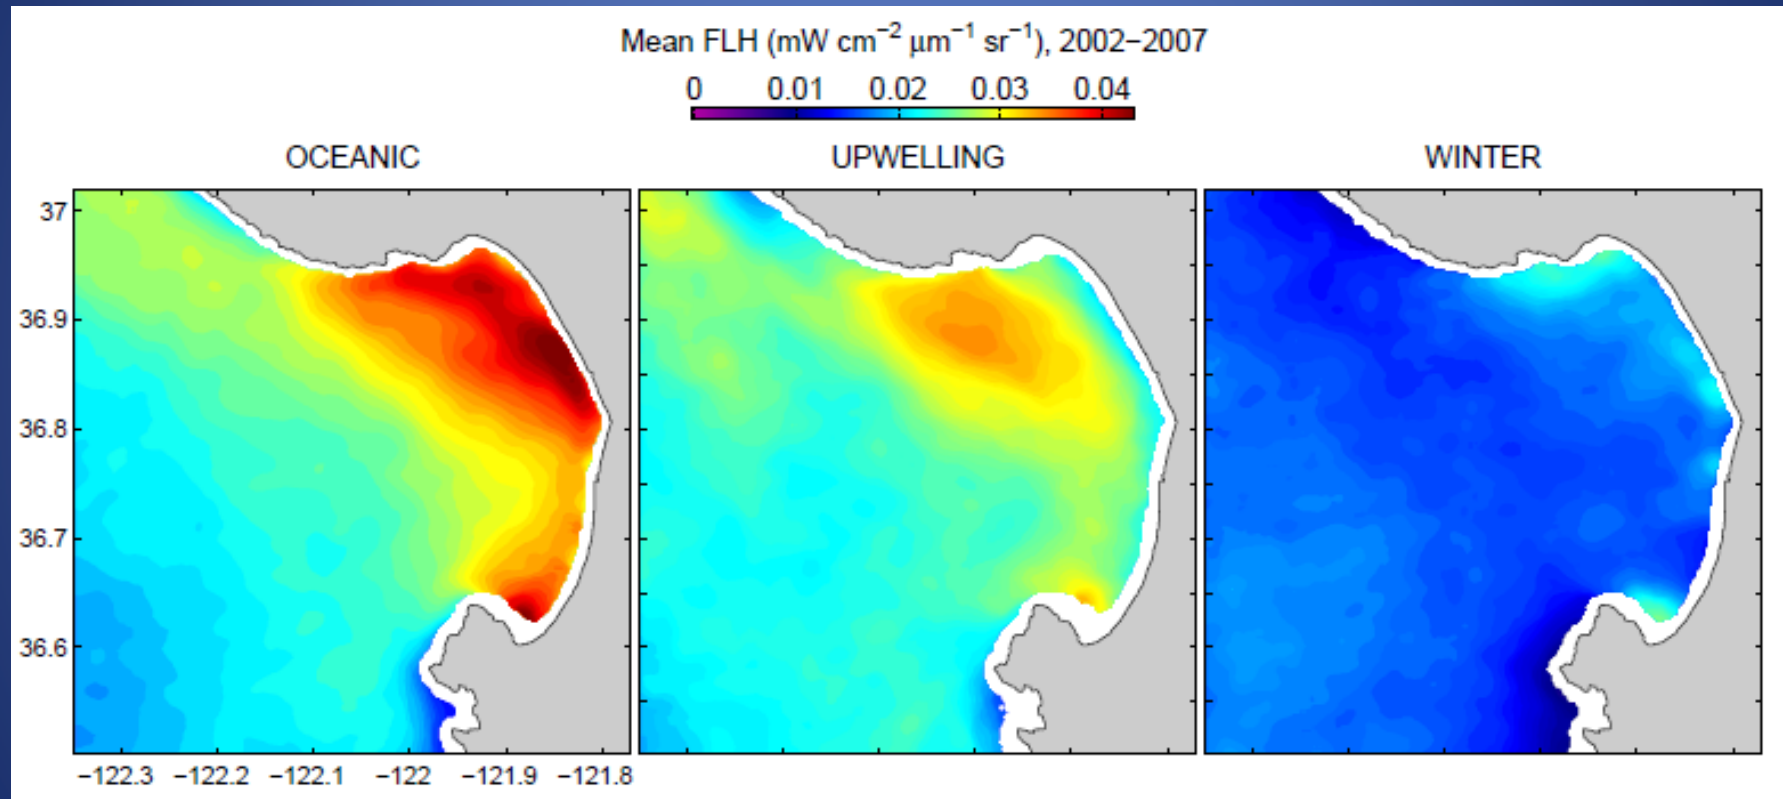 Mean FLH (mW cm⁻² µm⁻¹ sr⁻¹), 2002−2007
0 0.01 0.02 0.03 0.04
OCEANIC UPWELLING WINTER
37
36.9
36.8
36.7
36.6
−122.3 −122.2 −122.1 −122 −121.9 −121.8